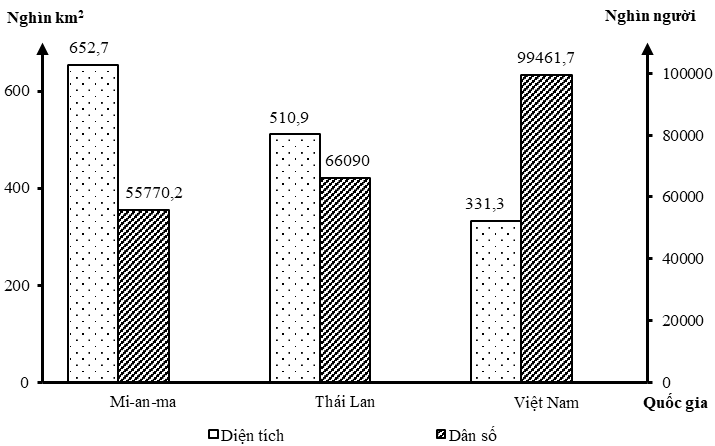 Nghìn km²
Nghìn người
652,7
99461,7
600
100000
510,9
80000
66090
400
55770,2
331,3
60000
200
40000
20000
0
0
Mi-an-ma
Thái Lan
Việt Nam
Quốc gia
Diện tích
Dân số